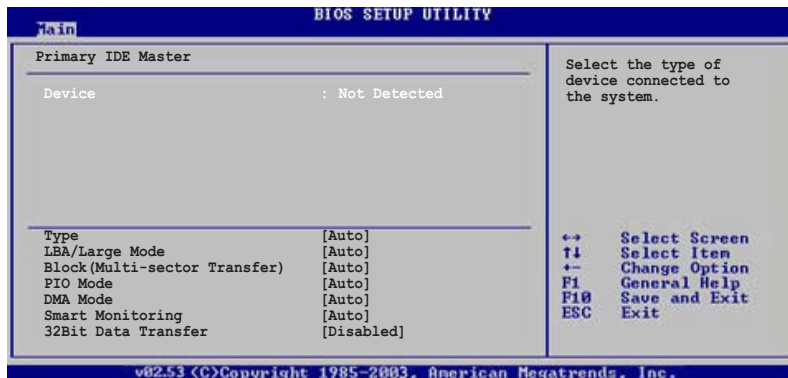 BIOS SETUP UTILITY
Main
Primary IDE Master
Device : Not Detected
Type [Auto]
LBA/Large Mode [Auto]
Block(Multi-sector Transfer) [Auto]
PIO Mode [Auto]
DMA Mode [Auto]
Smart Monitoring [Auto]
32Bit Data Transfer [Disabled]
Select the type of
device connected to
the system.
←→ Select Screen
↑↓ Select Item
+- Change Option
F1 General Help
F10 Save and Exit
ESC Exit
v02.53 (C)Copyright 1985-2003, American Megatrends, Inc.